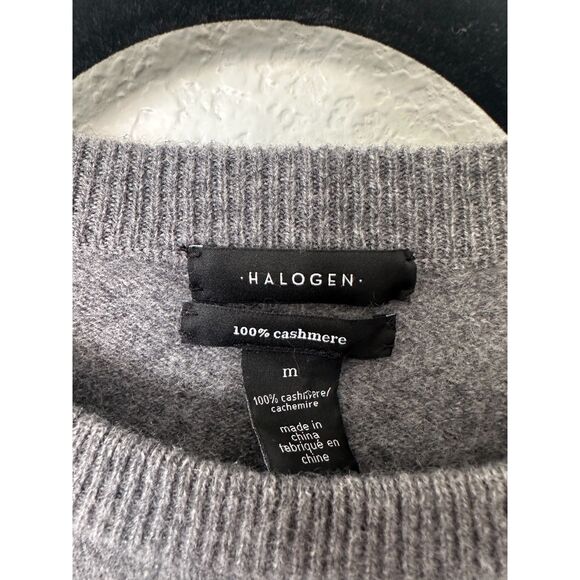 ·HALOGEN·
100% cashmere
m
100% cashmere/
cachemire
made in
china
fabriqué en
chine